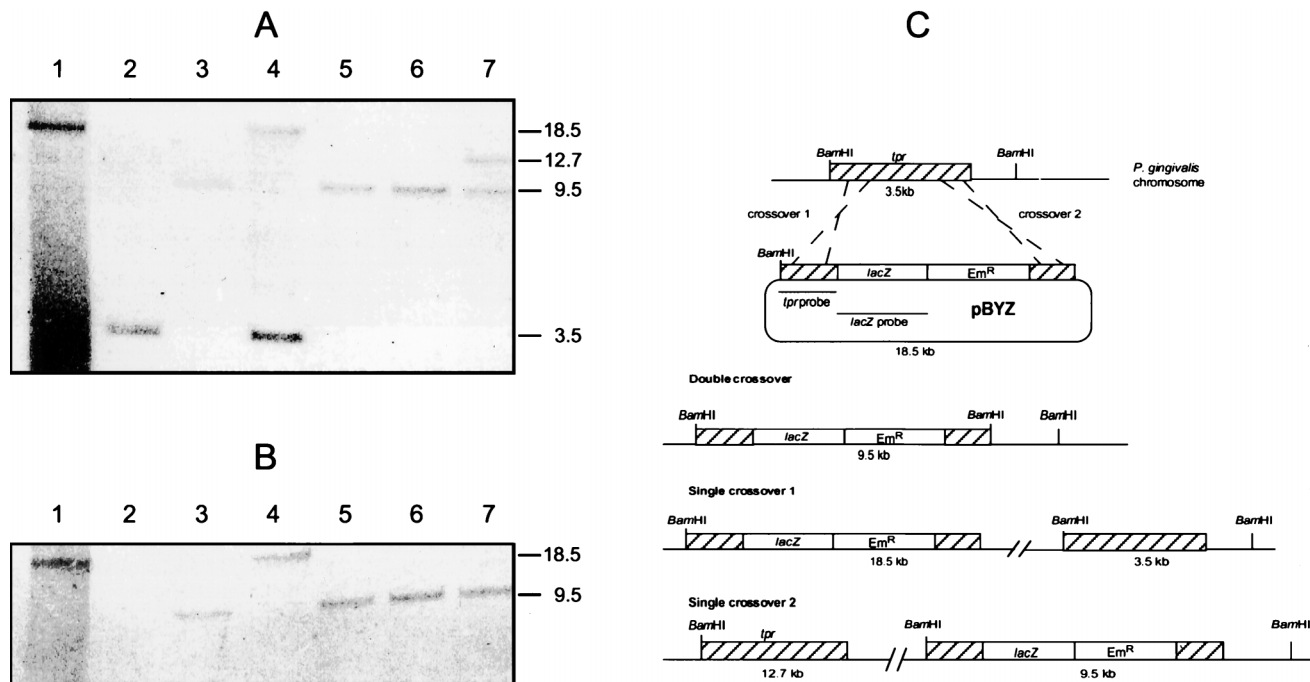 A
1 2 3 4 5 6 7
18.5
12.7
9.5
3.5
B
1 2 3 4 5 6 7
18.5
9.5
C
BamHI tpr BamHI
3.5kb
P. gingivalis
chromosome
crossover 1 crossover 2
BamHI
lacZ EmR
tpr probe
lacZ probe
pBYZ
18.5 kb
Double crossover
BamHI BamHI BamHI
lacZ EmR
9.5 kb
Single crossover 1
BamHI BamHI BamHI
lacZ EmR
18.5 kb 3.5 kb
Single crossover 2
BamHI tpr BamHI BamHI
lacZ EmR
12.7 kb 9.5 kb